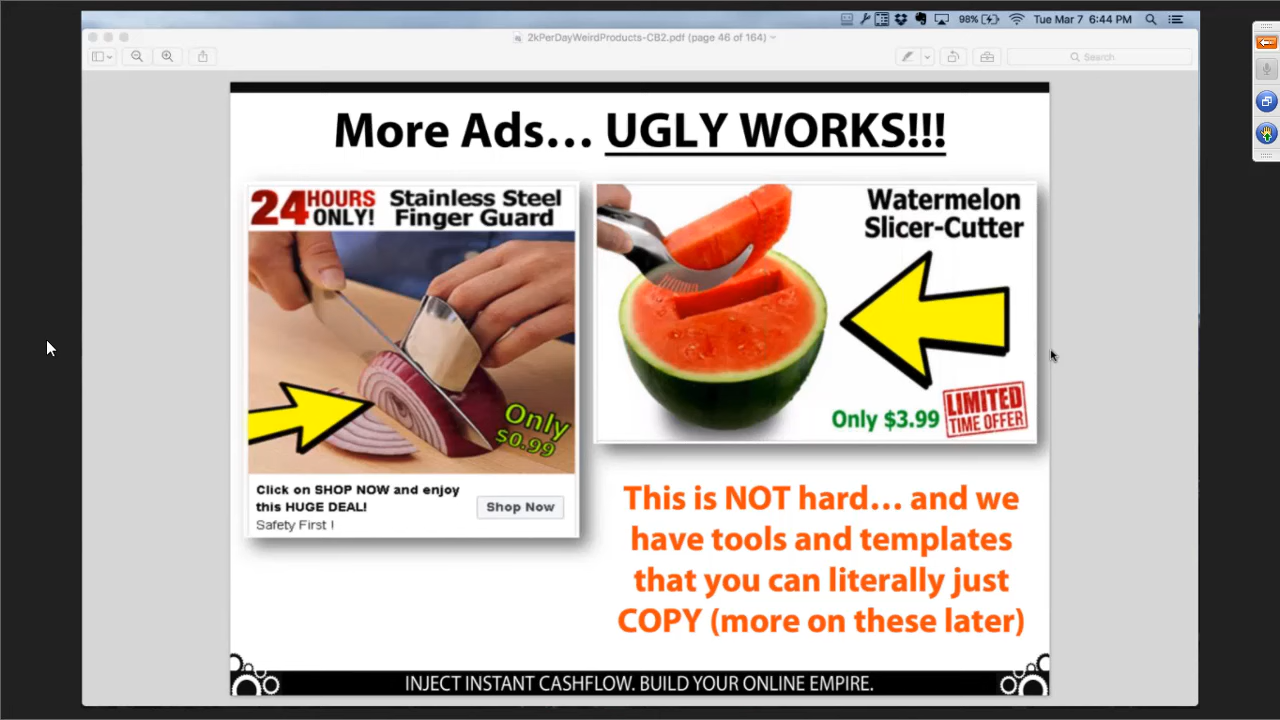 98%
Tue Mar 7 6:44 PM
2kPerDayWeirdProducts-CB2.pdf (page 46 of 164)
Search
More Ads... UGLY WORKS!!!
24 HOURS ONLY!
Stainless Steel
Finger Guard
Only
$0.99
Click on SHOP NOW and enjoy
this HUGE DEAL!
Safety First !
Shop Now
Watermelon
Slicer-Cutter
Only $3.99
LIMITED
TIME OFFER
This is NOT hard... and we
have tools and templates
that you can literally just
COPY (more on these later)
INJECT INSTANT CASHFLOW. BUILD YOUR ONLINE EMPIRE.